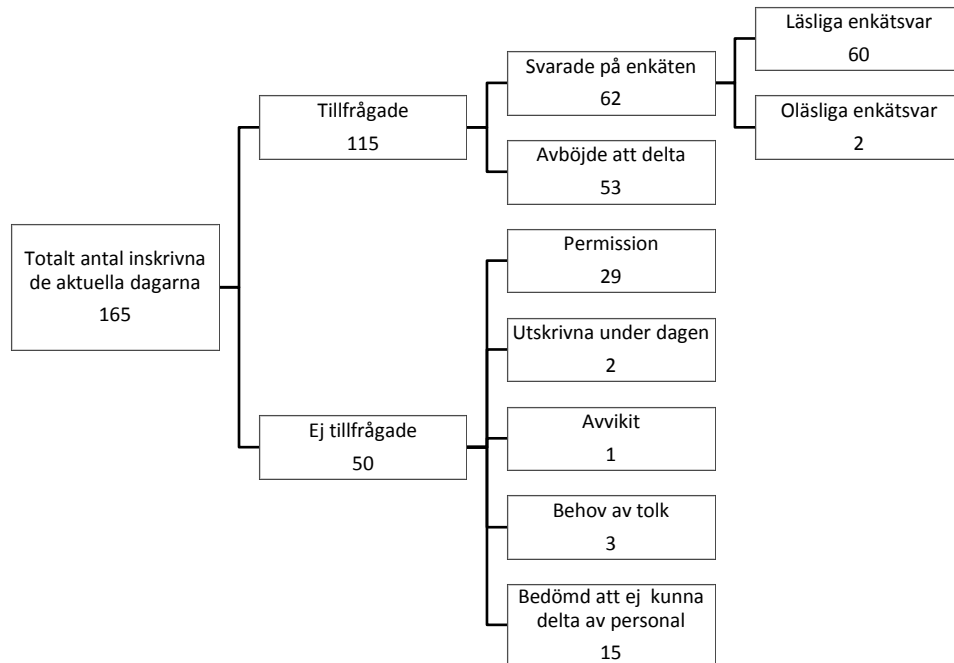 Totalt antal inskrivna
de aktuella dagarna
165
Tillfrågade
115
Svarade på enkäten
62
Läsliga enkätsvar
60
Oläsliga enkätsvar
2
Avböjde att delta
53
Ej tillfrågade
50
Permission
29
Utskrivna under dagen
2
Avvikit
1
Behov av tolk
3
Bedömd att ej kunna
delta av personal
15